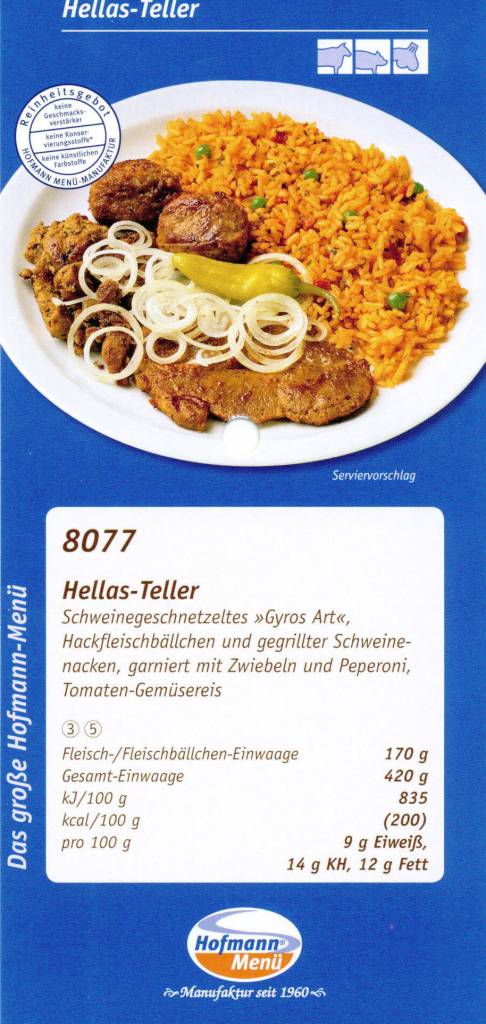 Hellas-Teller
Reinheitsgebot
keine
Geschmacks-
verstärker
keine Konser-
vierungsstoffe*
keine künstlichen
Farbstoffe
HOFMANN MENÜ-MANUFAKTUR
Serviervorschlag
8077
Hellas-Teller
Schweinegeschnetzeltes »Gyros Art«,
Hackfleischbällchen und gegrillter Schweine-
nacken, garniert mit Zwiebeln und Peperoni,
Tomaten-Gemüsereis
3 5
Fleisch-/Fleischbällchen-Einwaage 170 g
Gesamt-Einwaage 420 g
kJ/100 g 835
kcal/100 g (200)
pro 100 g 9 g Eiweiß,
14 g KH, 12 g Fett
Das große Hofmann-Menü
Hofmann®
Menü
Manufaktur seit 1960